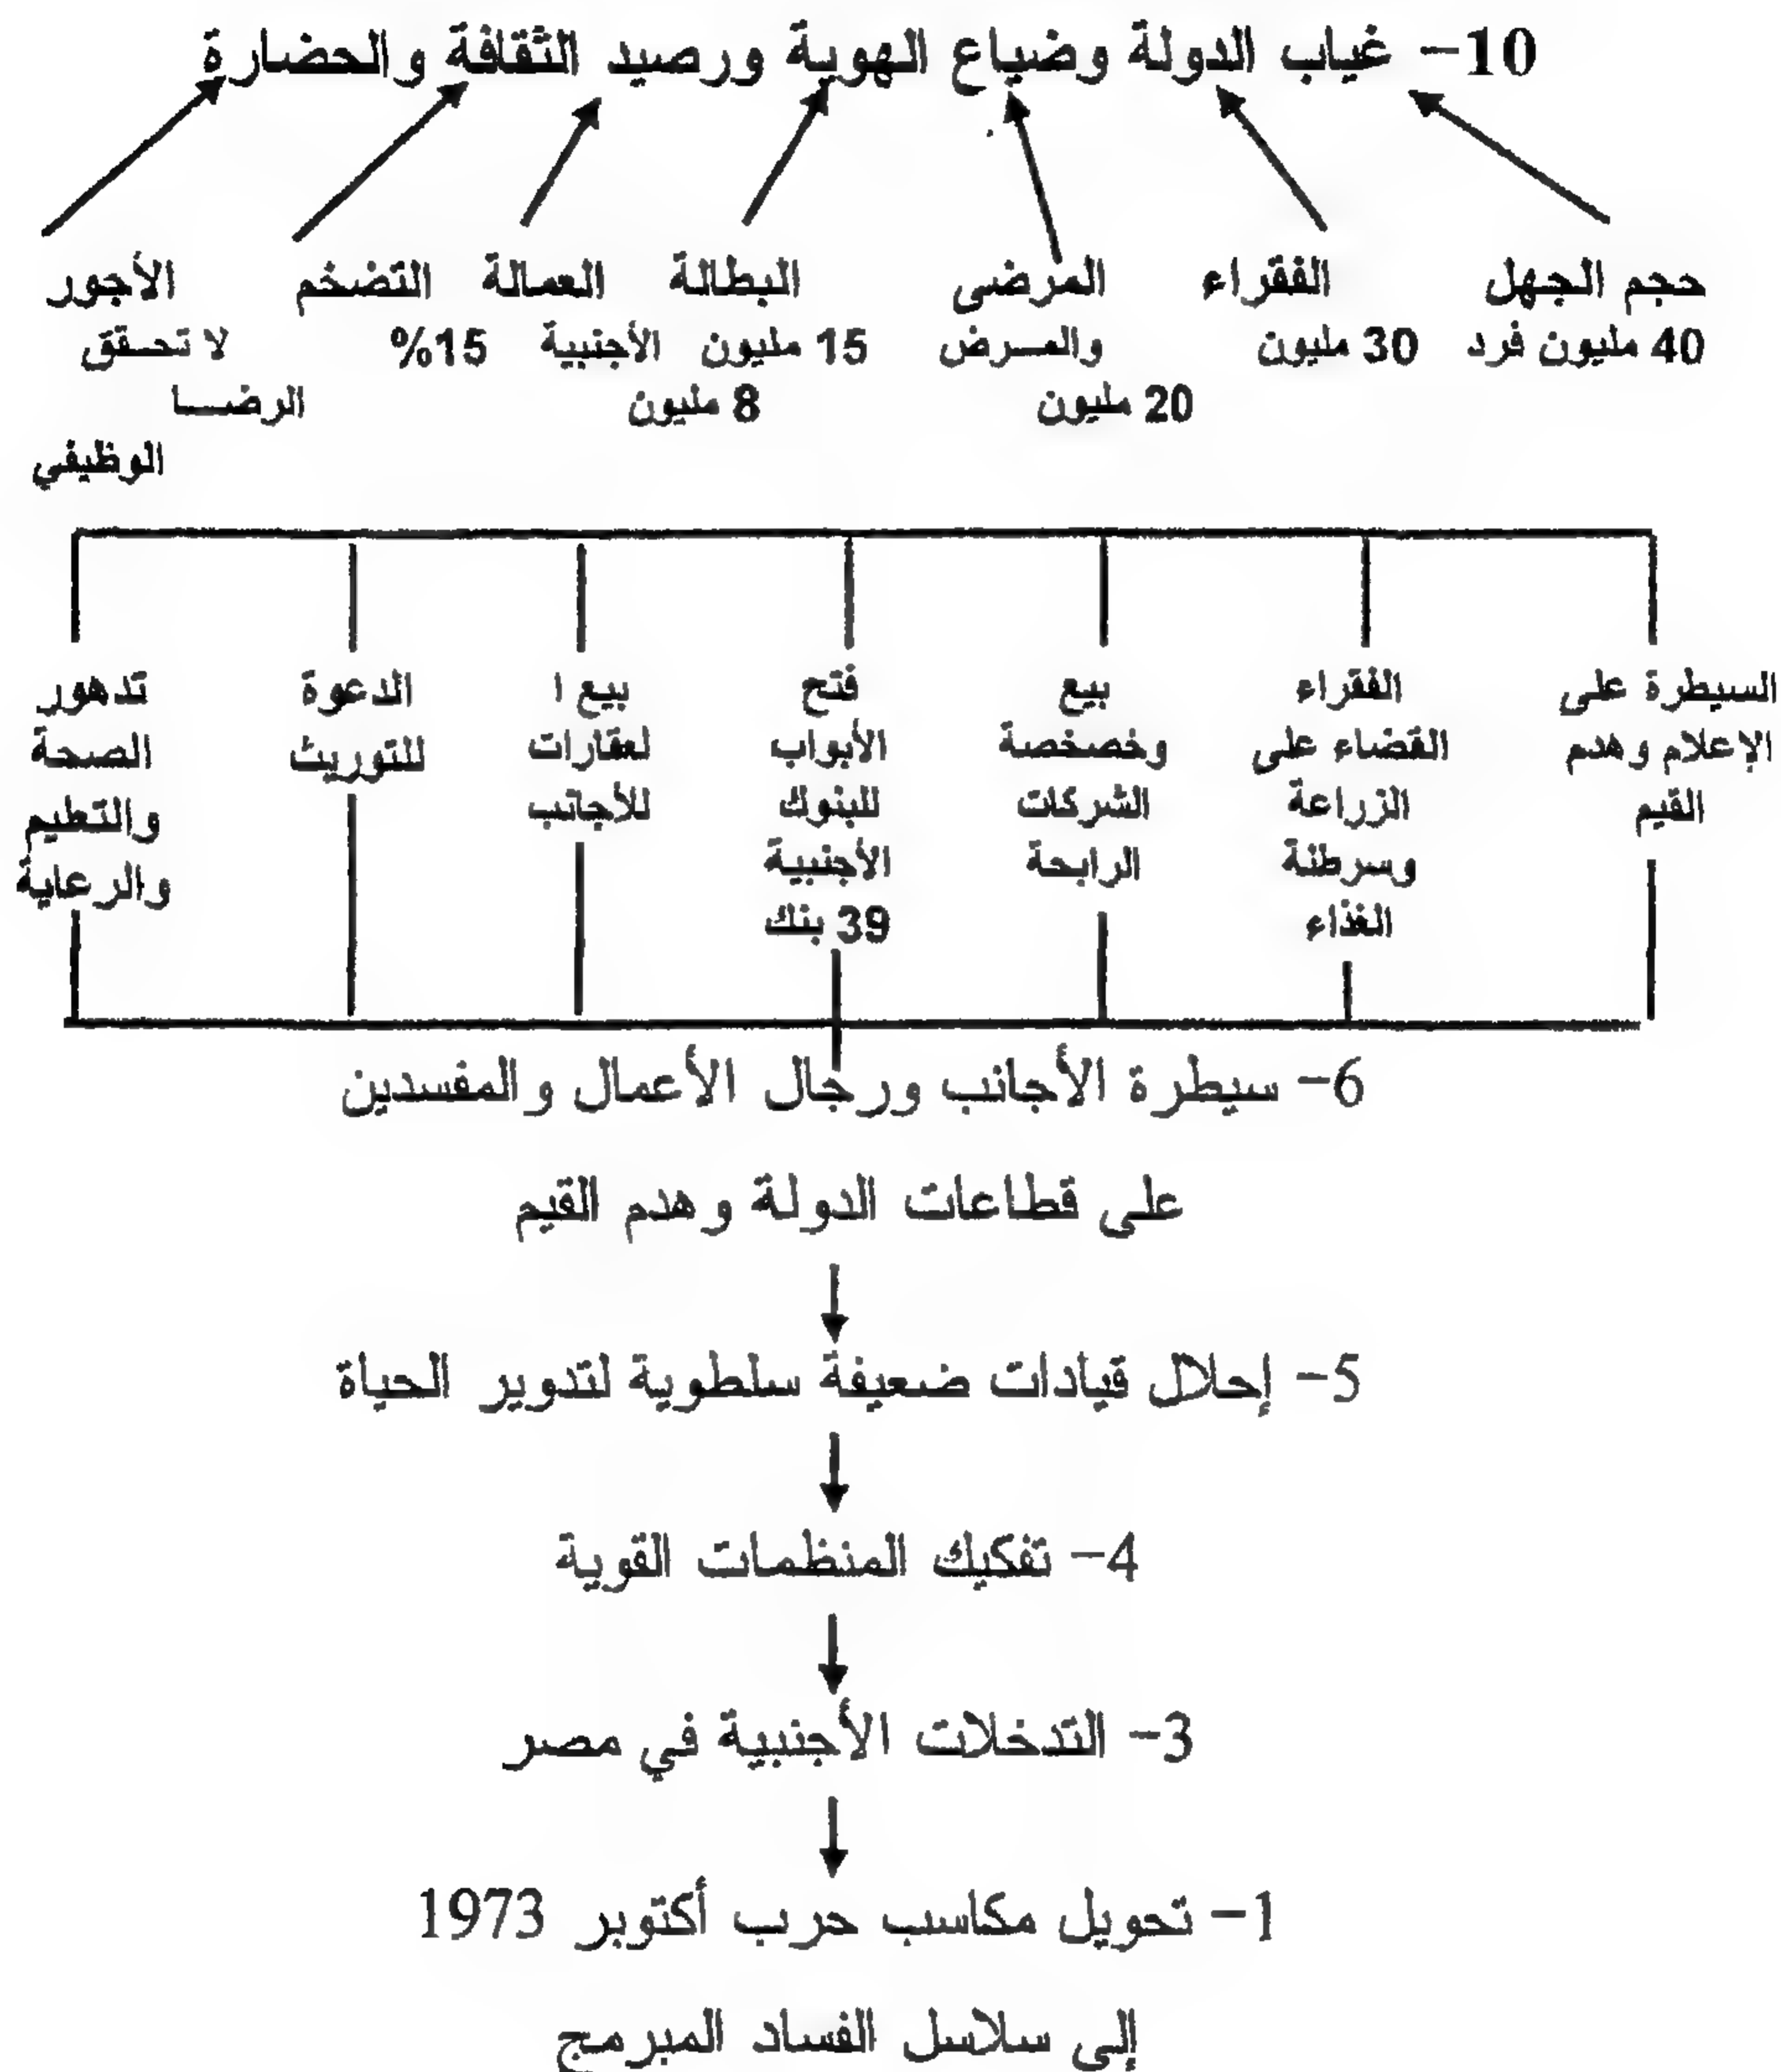 10- غياب الدولة وضياع الهوية ورصيد الثقافة والحضارة
حجم الجهل
40 مليون فرد
الفقراء
30 مليون
المرضى
والمرض
20 مليون
البطالة
15 مليون
العمالة
الأجنبية
8 مليون
التضخم
15%
الأجور
لا تحقق
الرضا
الوظيفي
السيطرة على
الإعلام وهدم
القيم
الفقراء
القضاء على
الزراعة
وسرطنة
الغذاء
بيع
وخصخصة
الشركات
الرابحة
فتح
الأبواب
للبنوك
الأجنبية
39 بنك
بيع ا
لعقارات
للأجانب
الدعوة
للتوريث
تدهور
الصحة
والتعليم
والرعاية
6- سيطرة الأجانب ورجال الأعمال والمفسدين
على قطاعات الدولة وهدم القيم
5- إحلال قيادات ضعيفة سلطوية لتدوير الحياة
4- تفكيك المنظمات القوية
3- التدخلات الأجنبية في مصر
1- تحويل مكاسب حرب أكتوبر 1973
إلى سلاسل الفساد المبرمج